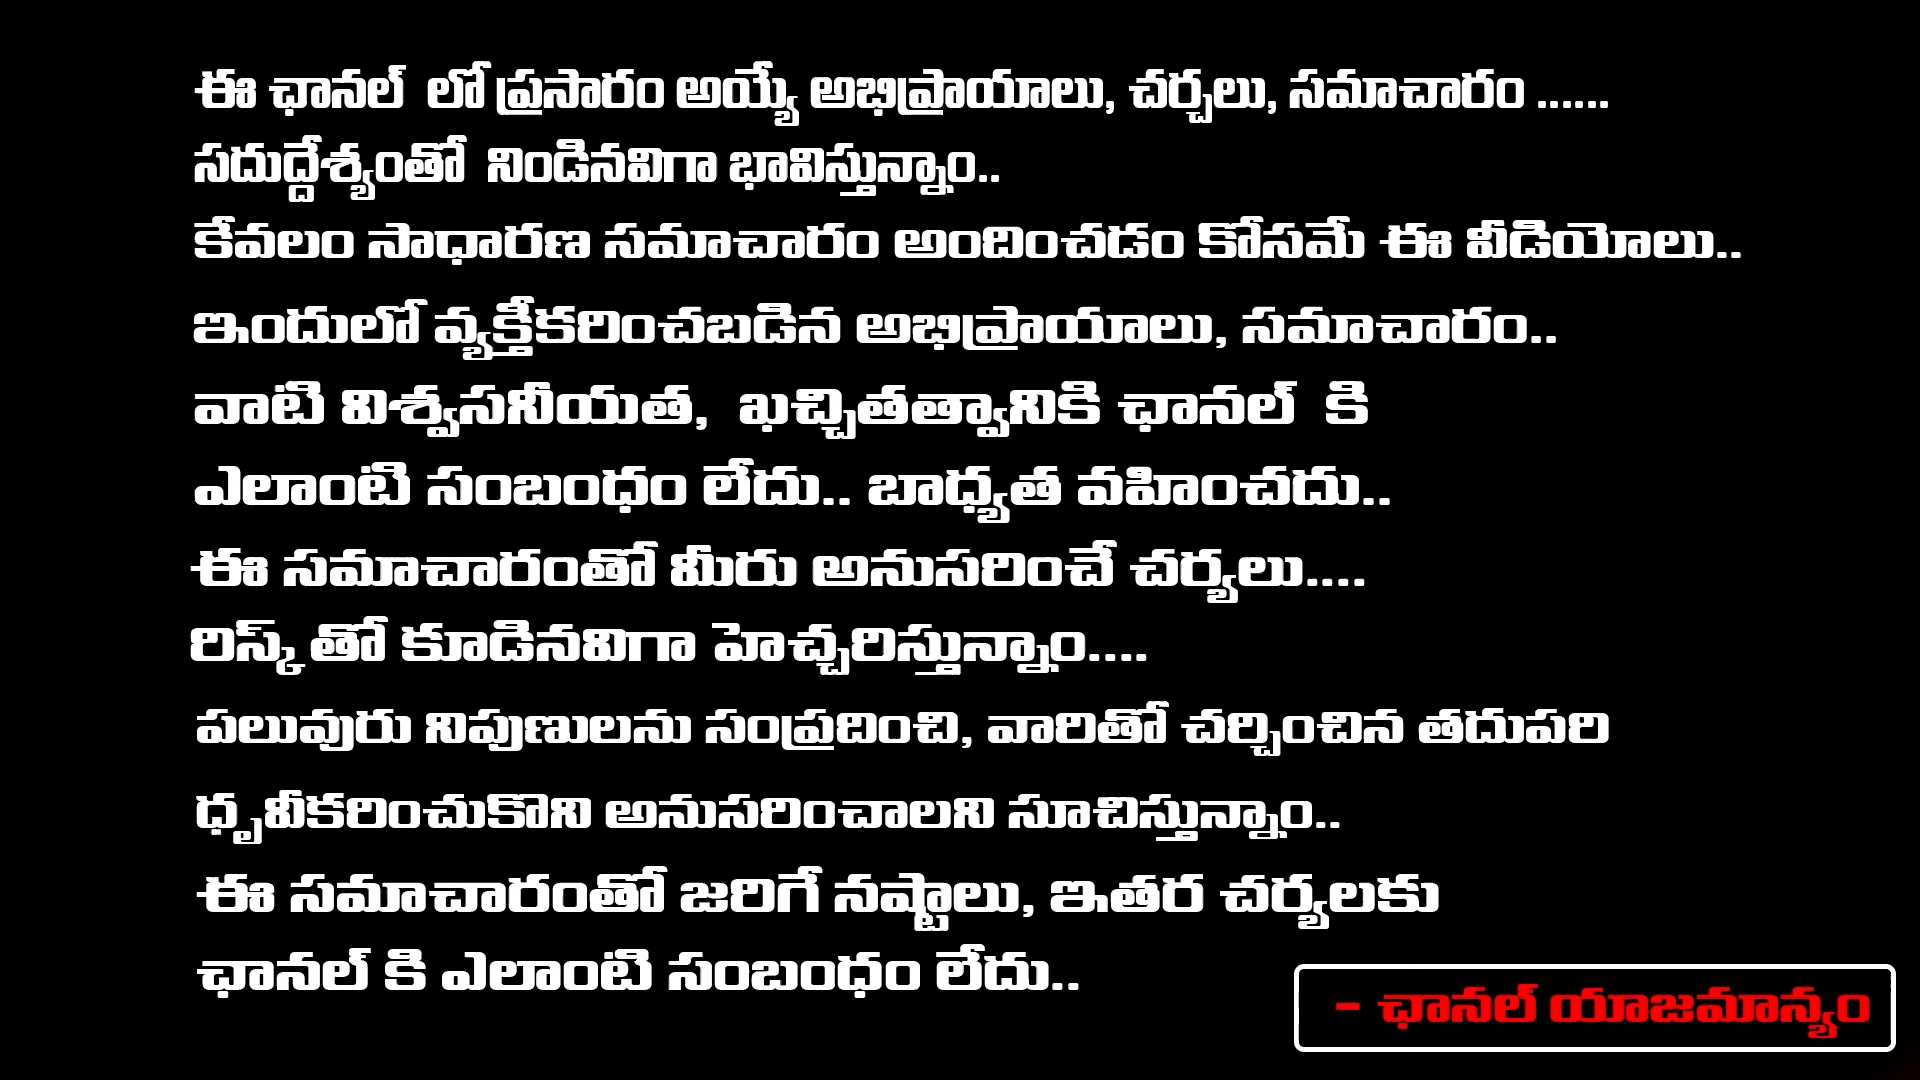 ఈ ఛానల్ లో ప్రసారం అయ్యే అభిప్రాయాలు, చర్చలు, సమాచారం ......
సదుద్దేశ్యంతో నిండినవిగా భావిస్తున్నాం..
కేవలం సాధారణ సమాచారం అందించడం కోసమే ఈ వీడియోలు..
ఇందులో వ్యక్తీకరించబడిన అభిప్రాయాలు, సమాచారం..
వాటి విశ్వసనీయత, ఖచ్చితత్వానికి ఛానల్ కి
ఎలాంటి సంబంధం లేదు.. బాధ్యత వహించదు..
ఈ సమాచారంతో మీరు అనుసరించే చర్యలు....
రిస్క్ తో కూడినవిగా హెచ్చరిస్తున్నాం....
పలువురు నిపుణులను సంప్రదించి, వారితో చర్చించిన తదుపరి
ధృవీకరించుకొని అనుసరించాలని సూచిస్తున్నాం..
ఈ సమాచారంతో జరిగే నష్టాలు, ఇతర చర్యలకు
ఛానల్ కి ఎలాంటి సంబంధం లేదు..
- ఛానల్ యాజమాన్యం